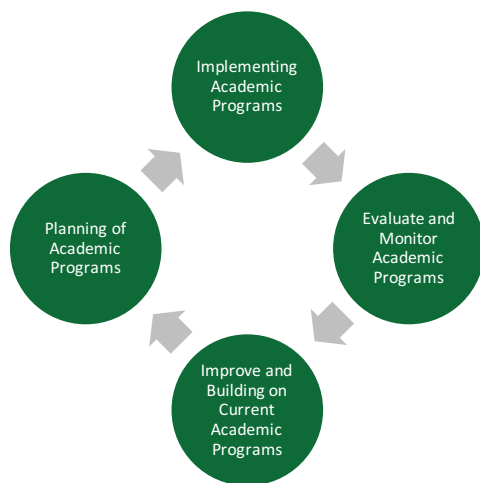 Implementing
Academic
Programs
Evaluate and
Monitor
Academic
Programs
Improve and
Building on
Current
Academic
Programs
Planning of
Academic
Programs